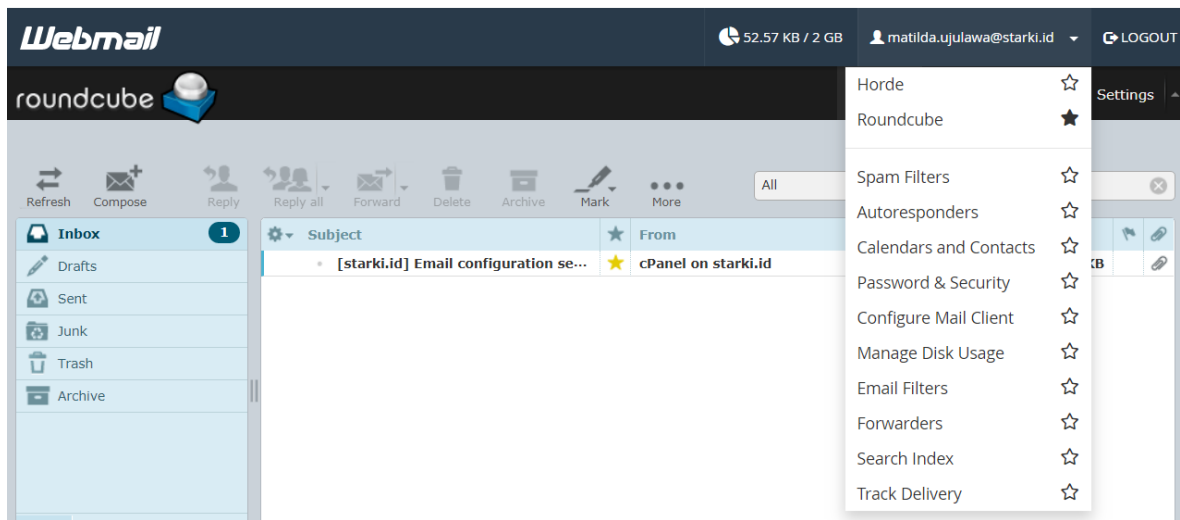 Webmail 52.57 KB / 2 GB matilda.ujulawa@starki.id LOGOUT
roundcube Settings
Horde
Roundcube
Spam Filters
Autoresponders
Calendars and Contacts
Password & Security
Configure Mail Client
Manage Disk Usage
Email Filters
Forwarders
Search Index
Track Delivery
Refresh Compose Reply Reply all Forward Delete Archive Mark More All
Inbox 1
Drafts
Sent
Junk
Trash
Archive
Subject From
[starki.id] Email configuration se... cPanel on starki.id KB